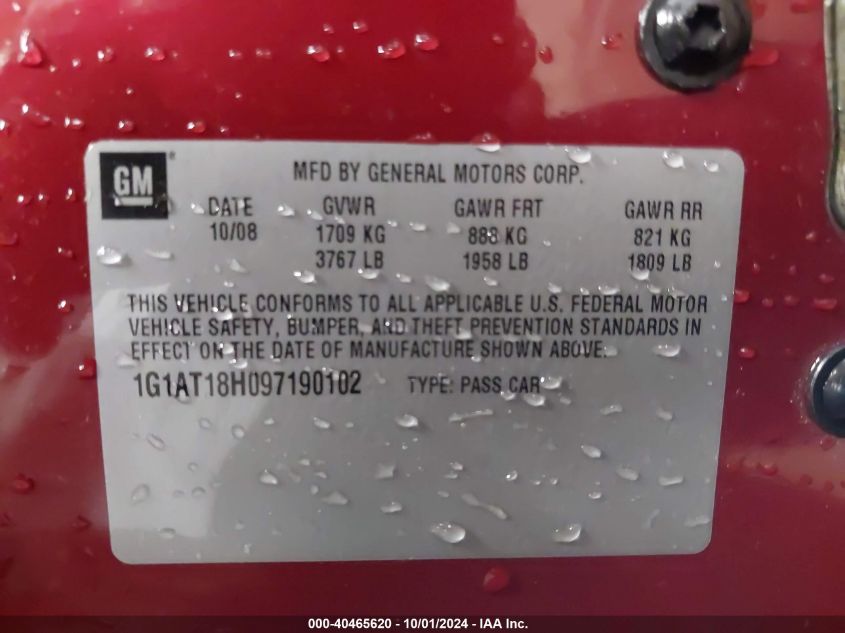 GM®
MFD BY GENERAL MOTORS CORP.
DATE GVWR GAWR FRT GAWR RR
10/08 1709 KG 888 KG 821 KG
3767 LB 1958 LB 1809 LB
THIS VEHICLE CONFORMS TO ALL APPLICABLE U.S. FEDERAL MOTOR
VEHICLE SAFETY, BUMPER, AND THEFT PREVENTION STANDARDS IN
EFFECT ON THE DATE OF MANUFACTURE SHOWN ABOVE.
1G1AT18H097190102 TYPE: PASS CAR
000-40465620 - 10/01/2024 - IAA Inc.